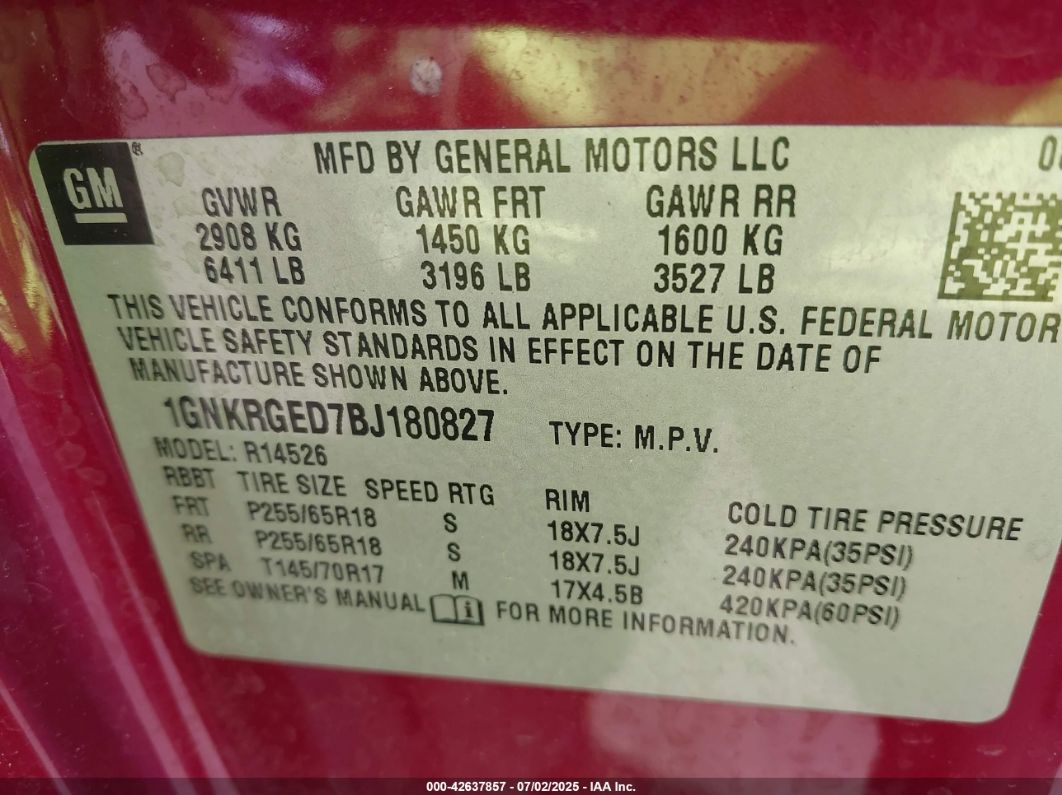 GM
MFD BY GENERAL MOTORS LLC
GVWR GAWR FRT GAWR RR
2908 KG 1450 KG 1600 KG
6411 LB 3196 LB 3527 LB
THIS VEHICLE CONFORMS TO ALL APPLICABLE U.S. FEDERAL MOTOR
VEHICLE SAFETY STANDARDS IN EFFECT ON THE DATE OF
MANUFACTURE SHOWN ABOVE.
1GNKRGED7BJ180827 TYPE: M.P.V.
MODEL: R14526
RBBT TIRE SIZE SPEED RTG RIM COLD TIRE PRESSURE
FRT P255/65R18 S 18X7.5J 240KPA(35PSI)
RR P255/65R18 S 18X7.5J 240KPA(35PSI)
SPA T145/70R17 M 17X4.5B 420KPA(60PSI)
SEE OWNER'S MANUAL FOR MORE INFORMATION.
000-42637857 - 07/02/2025 - IAA Inc.